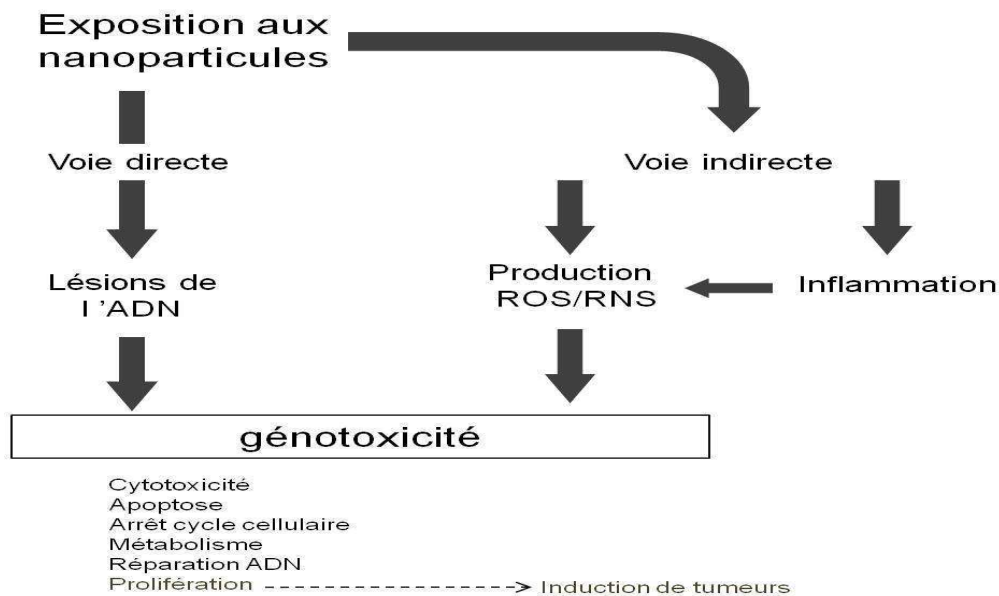 Exposition aux
nanoparticules
Voie directe
Voie indirecte
Lésions de
l 'ADN
Production
ROS/RNS
Inflammation
génotoxicité
Cytotoxicité
Apoptose
Arrêt cycle cellulaire
Métabolisme
Réparation ADN
Prolifération
Induction de tumeurs